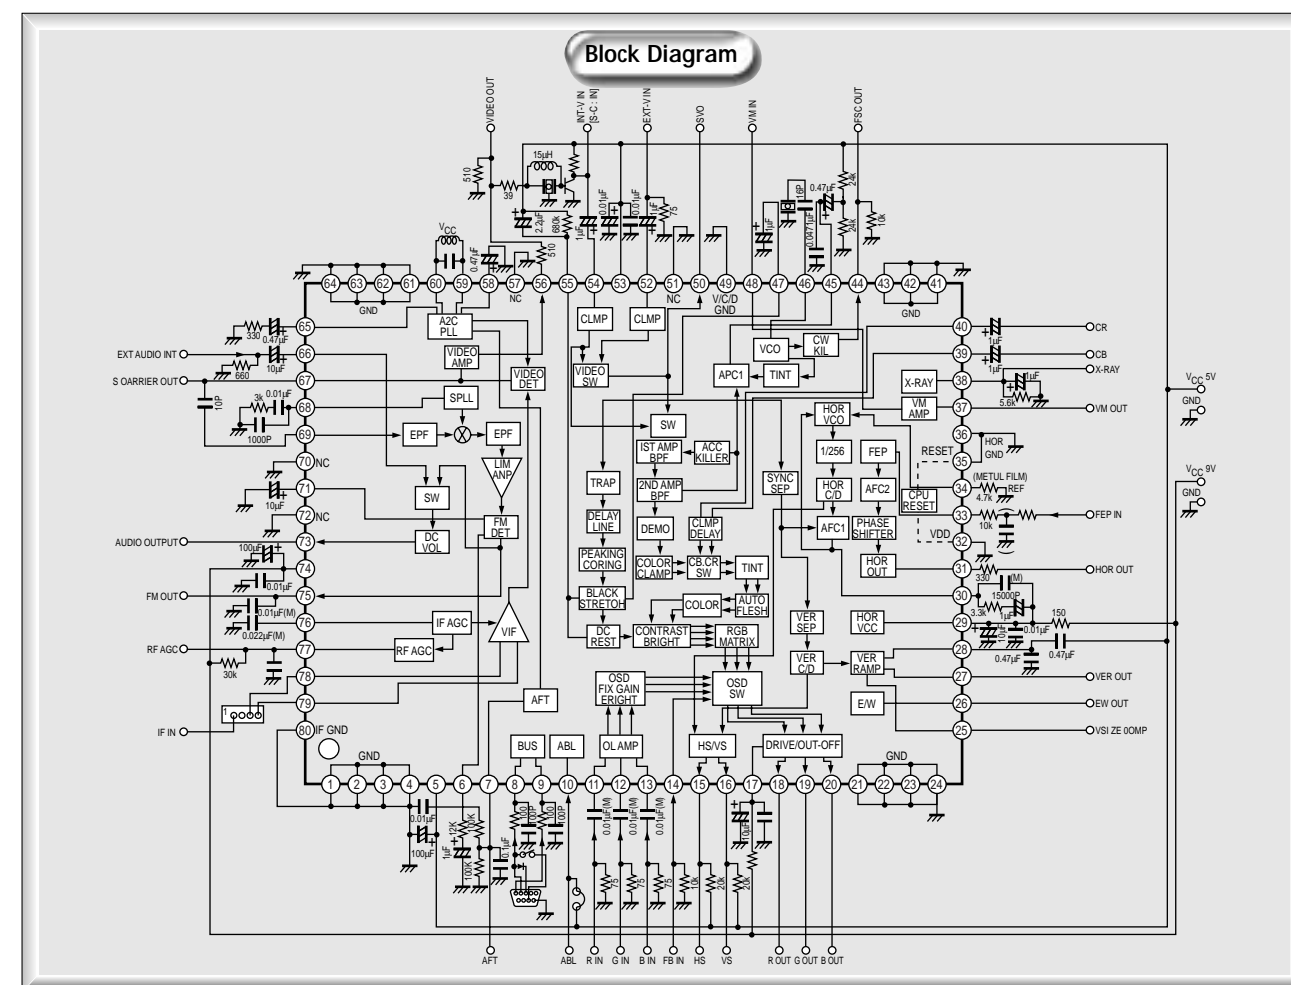 Block Diagram
VIDEO OUT
INT-V IN
[S-C : IN]
EXT-V IN
SVO
VM IN
FSC OUT
510
39
15μH
2.2μF
680k
1μF
0.01μF
0.01μF
1μF
75
1μF
16P
0.0471μF
0.47μF
24k
24k
10k
VCC
0.47μF
510
64 63 62 61 60 59 58 57 56 55 54 53 52 51 50 49 48 47 46 45 44 43 42 41
GND
NC
NC
V/C/D
GND
GND
65
330
0.47μF
EXT AUDIO INT
66
660
10μF
S OARRIER OUT
67
10P
3k
0.01μF
68
1000P
69
70
NC
71
10μF
72
NC
AUDIO OUTPUT
73
100μF
74
0.01μF
FM OUT
75
0.01μF(M)
76
0.022μF(M)
RF AGC
77
30k
78
79
1
IF IN
80
IF GND
A2C
PLL
VIDEO
AMP
VIDEO
DET
CLMP
CLMP
VIDEO
SW
SPLL
EPF
EPF
LIM
ANP
SW
DC
VOL
FM
DET
IF AGC
RF AGC
VIF
AFT
SW
IST AMP
BPF
ACC
KILLER
2ND AMP
BPF
TRAP
DELAY
LINE
PEAKING
CORING
BLACK
STRETOH
DC
REST
DEMO
COLOR
CLAMP
CLMP
DELAY
CB.CR
SW
TINT
AUTO
FLESH
COLOR
CONTRAST
BRIGHT
RGB
MATRIX
OSD
FIX GAIN
ERIGHT
OSD
SW
APC1
TINT
VCO
CW
KIL
SYNC
SEP
HOR
VCO
1/256
HOR
C/D
AFC1
FEP
AFC2
PHASE
SHIFTER
HOR
OUT
VER
SEP
VER
C/D
HOR
VCC
VER
RAMP
E/W
X-RAY
VM
AMP
RESET
CPU
RESET
VDD
BUS
ABL
OL AMP
HS/VS
DRIVE/OUT-OFF
40
1μF
CR
39
1μF
CB
X-RAY
38
1μF
5.6k
37
VM OUT
36
HOR
GND
35
(METUL FILM)
34
4.7k
REF
33
10k
FEP IN
32
31
330
HOR OUT
(M)
15000P
30
3.3k
1μF
29
150
10μF
0.01μF
28
0.47μF
0.47μF
27
VER OUT
26
EW OUT
25
VSI ZE 0OMP
VCC 5V
GND
VCC 9V
GND
GND
GND
1 2 3 4 5 6 7 8 9 10 11 12 13 14 15 16 17 18 19 20 21 22 23 24
0.01μF
100μF
12K
1μF
100K
100K
0.1μF
100
100P
100
100P
0.01μF(M)
0.01μF(M)
0.01μF(M)
75
75
75
10k
20k
20k
10μF
AFT
ABL
R IN
G IN
B IN
FB IN
HS
VS
R OUT
G OUT
B OUT